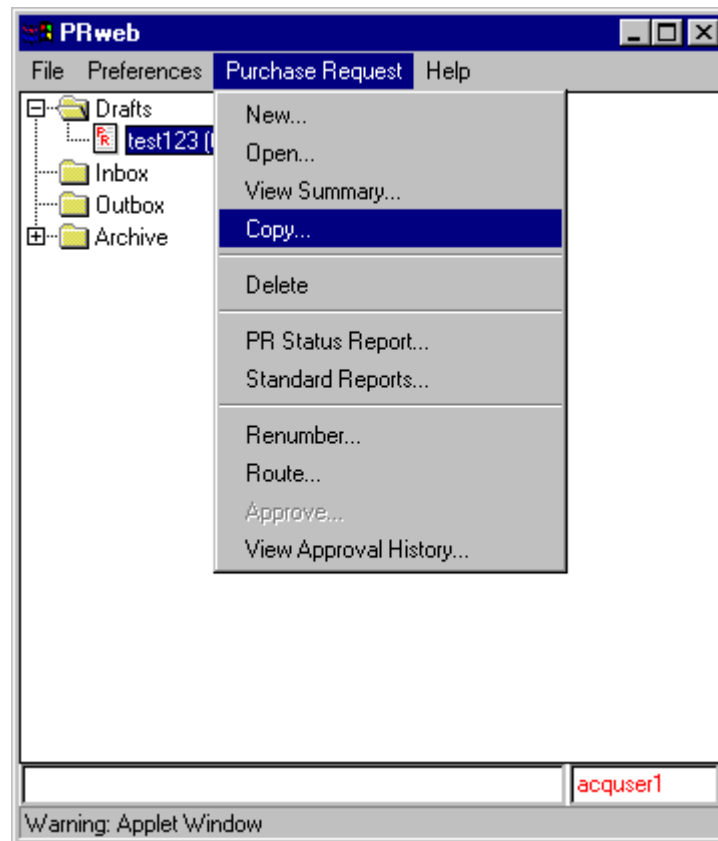 PRweb
File Preferences Purchase Request Help
Drafts
test123
Inbox
Outbox
Archive
New...
Open...
View Summary...
Copy...
Delete
PR Status Report...
Standard Reports...
Renumber...
Route...
Approve...
View Approval History...
acquser1
Warning: Applet Window